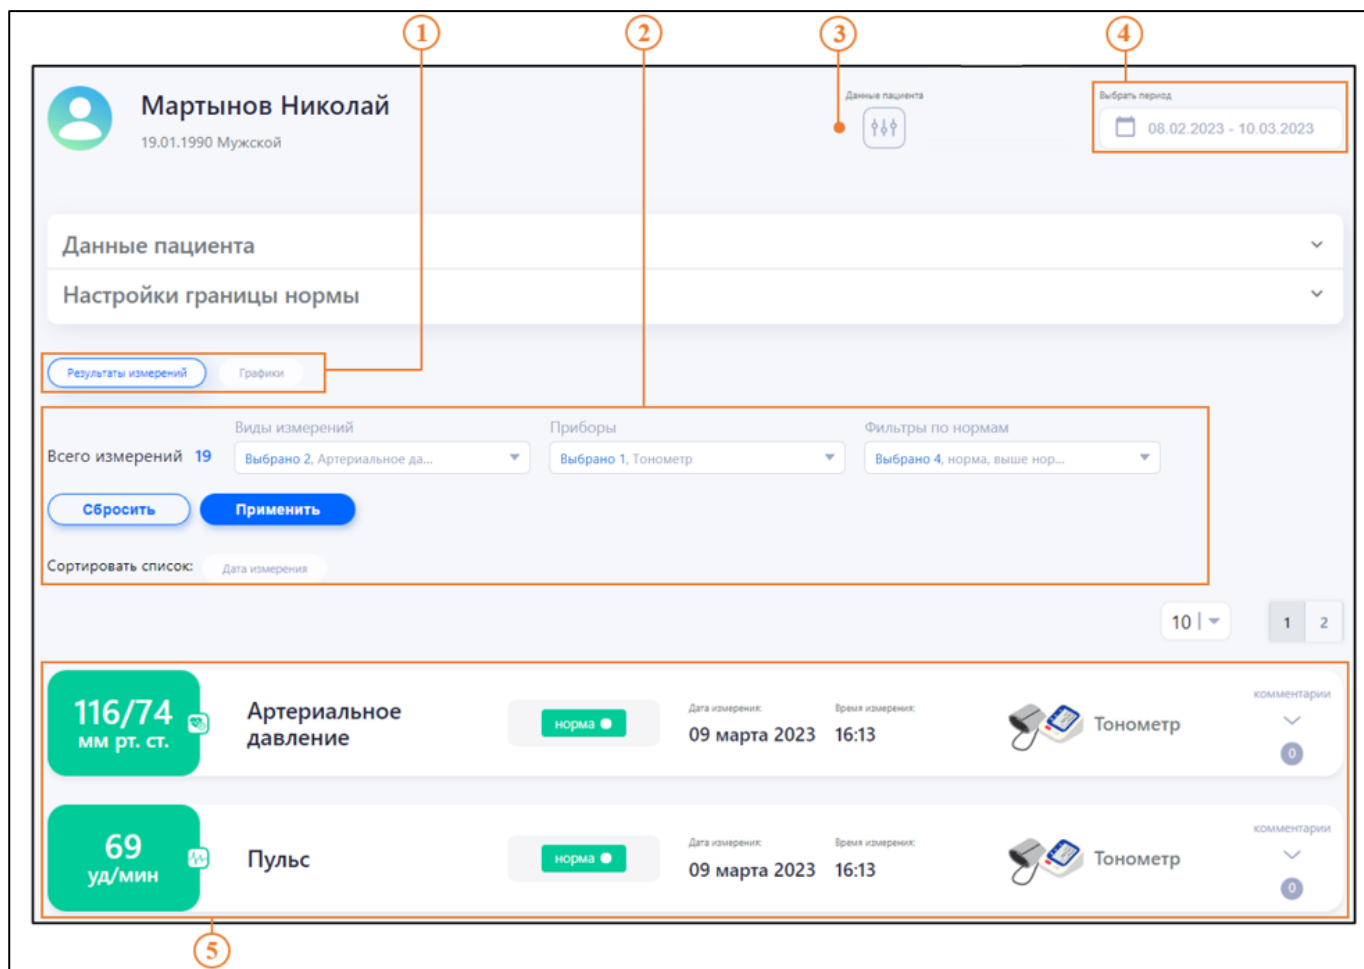 1 2 3 4
Мартынов Николай
19.01.1990 Мужской
Данные пациента
Выбрать период
08.02.2023 - 10.03.2023
Данные пациента
Настройки границы нормы
Результаты измерений Графики
Виды измерений Приборы Фильтры по нормам
Всего измерений 19 Выбрано 2, Артериальное да... Выбрано 1, Тонометр Выбрано 4, норма, выше нор...
Сбросить Применить
Сортировать список: Дата измерения
10 1 2
116/74
мм рт. ст.
Артериальное
давление
норма
Дата измерения:
09 марта 2023
Время измерения:
16:13
Тонометр
комментарии
0
69
уд/мин
Пульс
норма
Дата измерения:
09 марта 2023
Время измерения:
16:13
Тонометр
комментарии
0
5